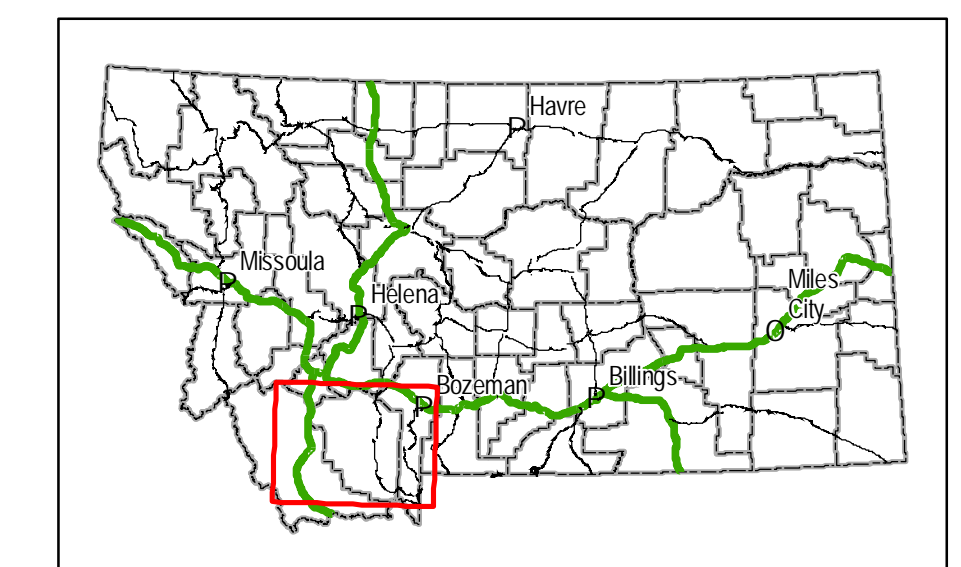 Havre
P
Missoula
P
Helena
P
Miles
City
O
Billings
P
Bozeman
P